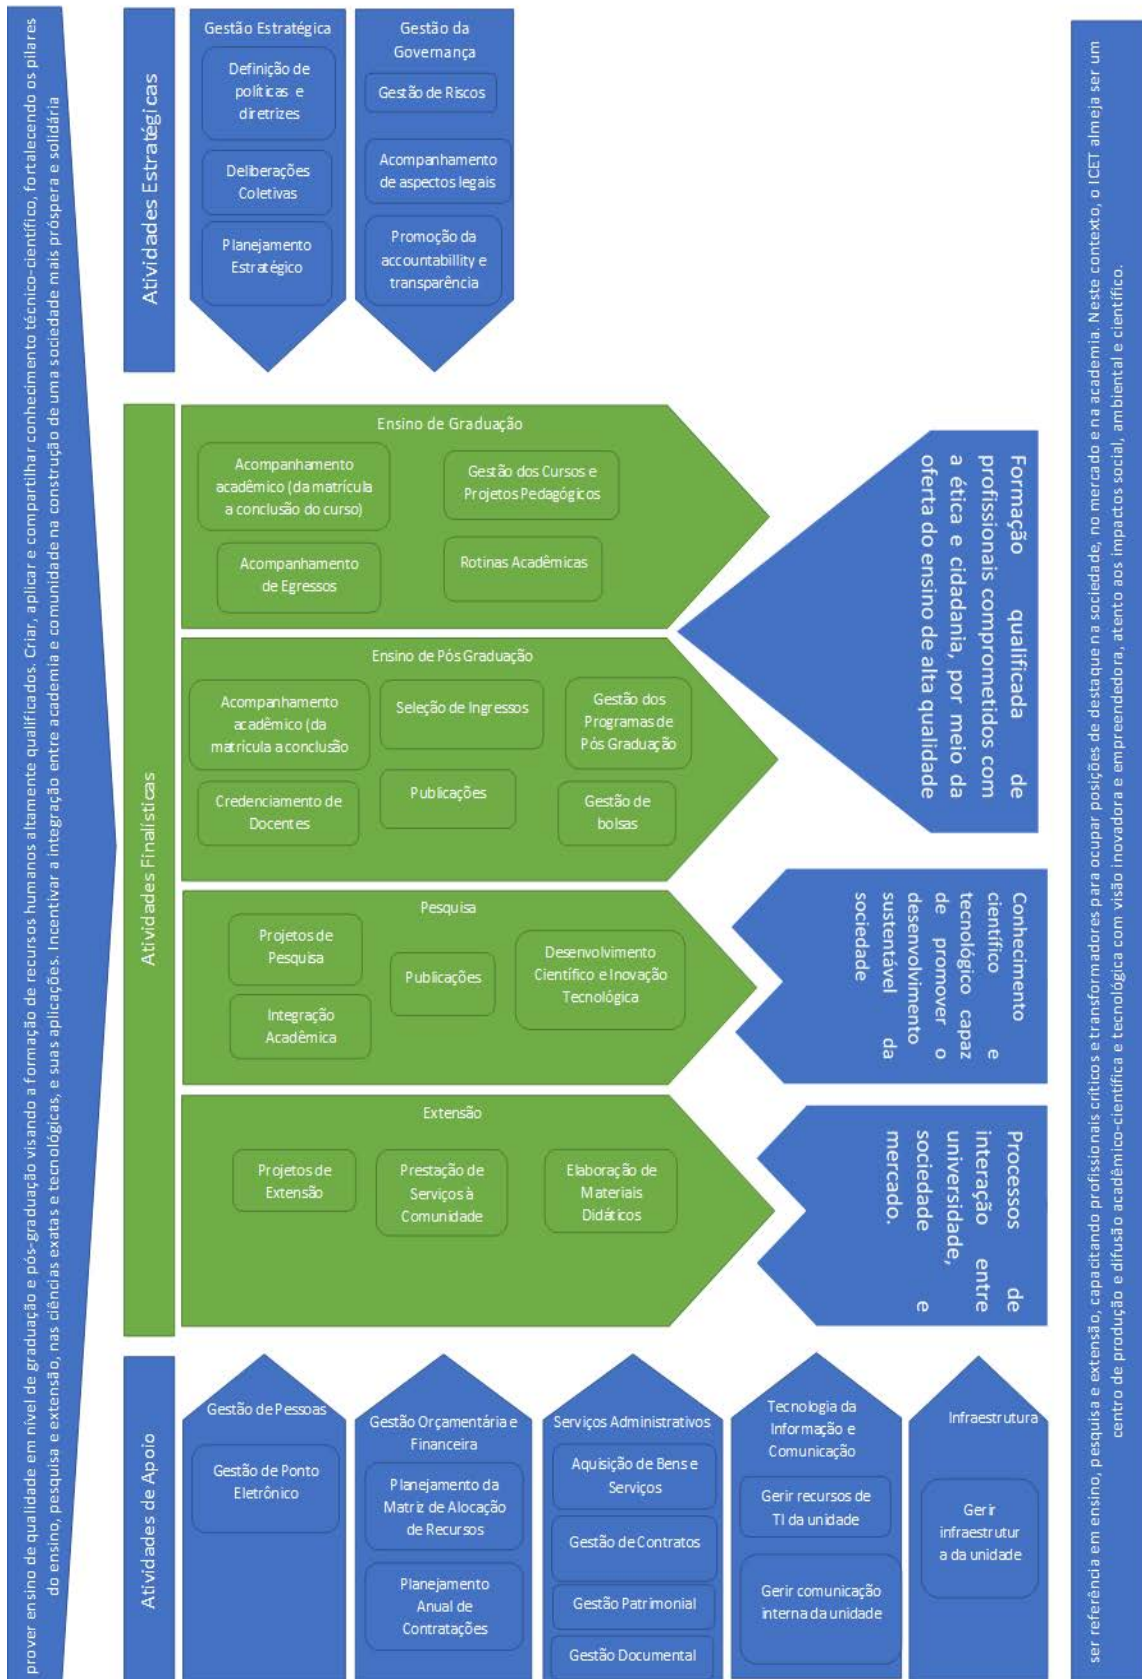 prover ensino de qualidade em nível de graduação e pós-graduação visando a formação de recursos humanos altamente qualificados. Criar, aplicar e compartilhar conhecimento técnico-científico, fortalecendo os pilares
do ensino, pesquisa e extensão, nas ciências exatas e tecnológicas, e suas aplicações. Incentivar a integração entre academia e comunidade na construção de uma sociedade mais próspera e solidária
Atividades Estratégicas
Gestão Estratégica
Definição de
políticas e
diretrizes
Deliberações
Coletivas
Planejamento
Estratégico
Gestão da
Governança
Gestão de Riscos
Acompanhamento
de aspectos legais
Promoção da
accountabillity e
transparência
Atividades Finalísticas
Ensino de Graduação
Acompanhamento
acadêmico (da matrícula
a conclusão do curso)
Gestão dos Cursos e
Projetos Pedagógicos
Acompanhamento
de Egressos
Rotinas Acadêmicas
Ensino de Pós Graduação
Acompanhamento
acadêmico (da
matrícula a conclusão
Seleção de Ingressos
Gestão dos
Programas de
Pós Graduação
Credenciamento de
Docentes
Publicações
Gestão de
bolsas
Pesquisa
Projetos de
Pesquisa
Publicações
Desenvolvimento
Científico e Inovação
Tecnológica
Integração
Acadêmica
Extensão
Projetos de
Extensão
Prestação de
Serviços à
Comunidade
Elaboração de
Materiais
Didáticos
Formação qualificada de
profissionais comprometidos com
a ética e cidadania, por meio da
oferta do ensino de alta qualidade
Conhecimento
científico e
tecnológico capaz
de promover o
desenvolvimento
sustentável da
sociedade
Processos de
interação entre
universidade,
sociedade e
mercado.
Atividades de Apoio
Gestão de Pessoas
Gestão de Ponto
Eletrônico
Gestão Orçamentária e
Financeira
Planejamento da
Matriz de Alocação
de Recursos
Planejamento
Anual de
Contratações
Serviços Administrativos
Aquisição de Bens e
Serviços
Gestão de Contratos
Gestão Patrimonial
Gestão Documental
Tecnologia da
Informação e
Comunicação
Gerir recursos de
TI da unidade
Gerir comunicação
interna da unidade
Infraestrutura
Gerir
infraestrutur
a da unidade
ser referência em ensino, pesquisa e extensão, capacitando profissionais críticos e transformadores para ocupar posições de destaque na sociedade, no mercado e na academia. Neste contexto, o ICET almeja ser um
centro de produção e difusão acadêmico-científica e tecnológica com visão inovadora e empreendedora, atento aos impactos social, ambiental e científico.